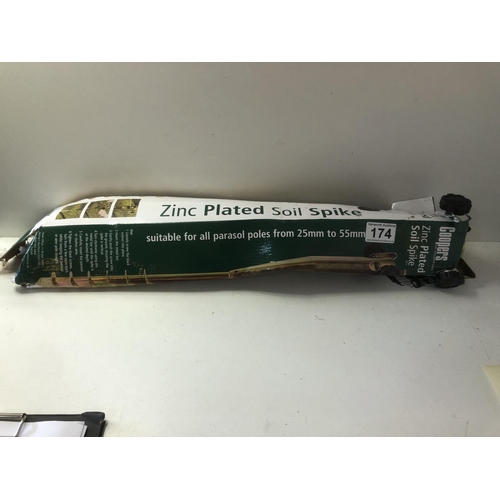 Zinc Plated Soil Spike
suitable for all parasol poles from 25mm to 55mm
174
Coopers
Zinc Plated
Soil Spike